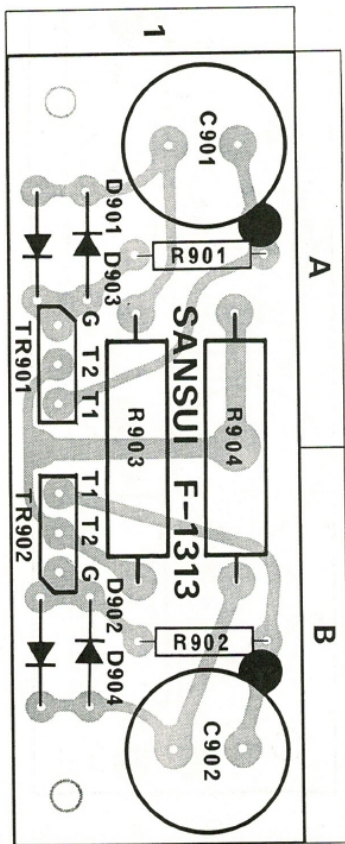 1
A
B
C901
D901
D903
R901
G
T2
T1
TR901
SANSUI F-1313
R903
R904
T1
T2
G
TR902
D902
D904
R902
C902